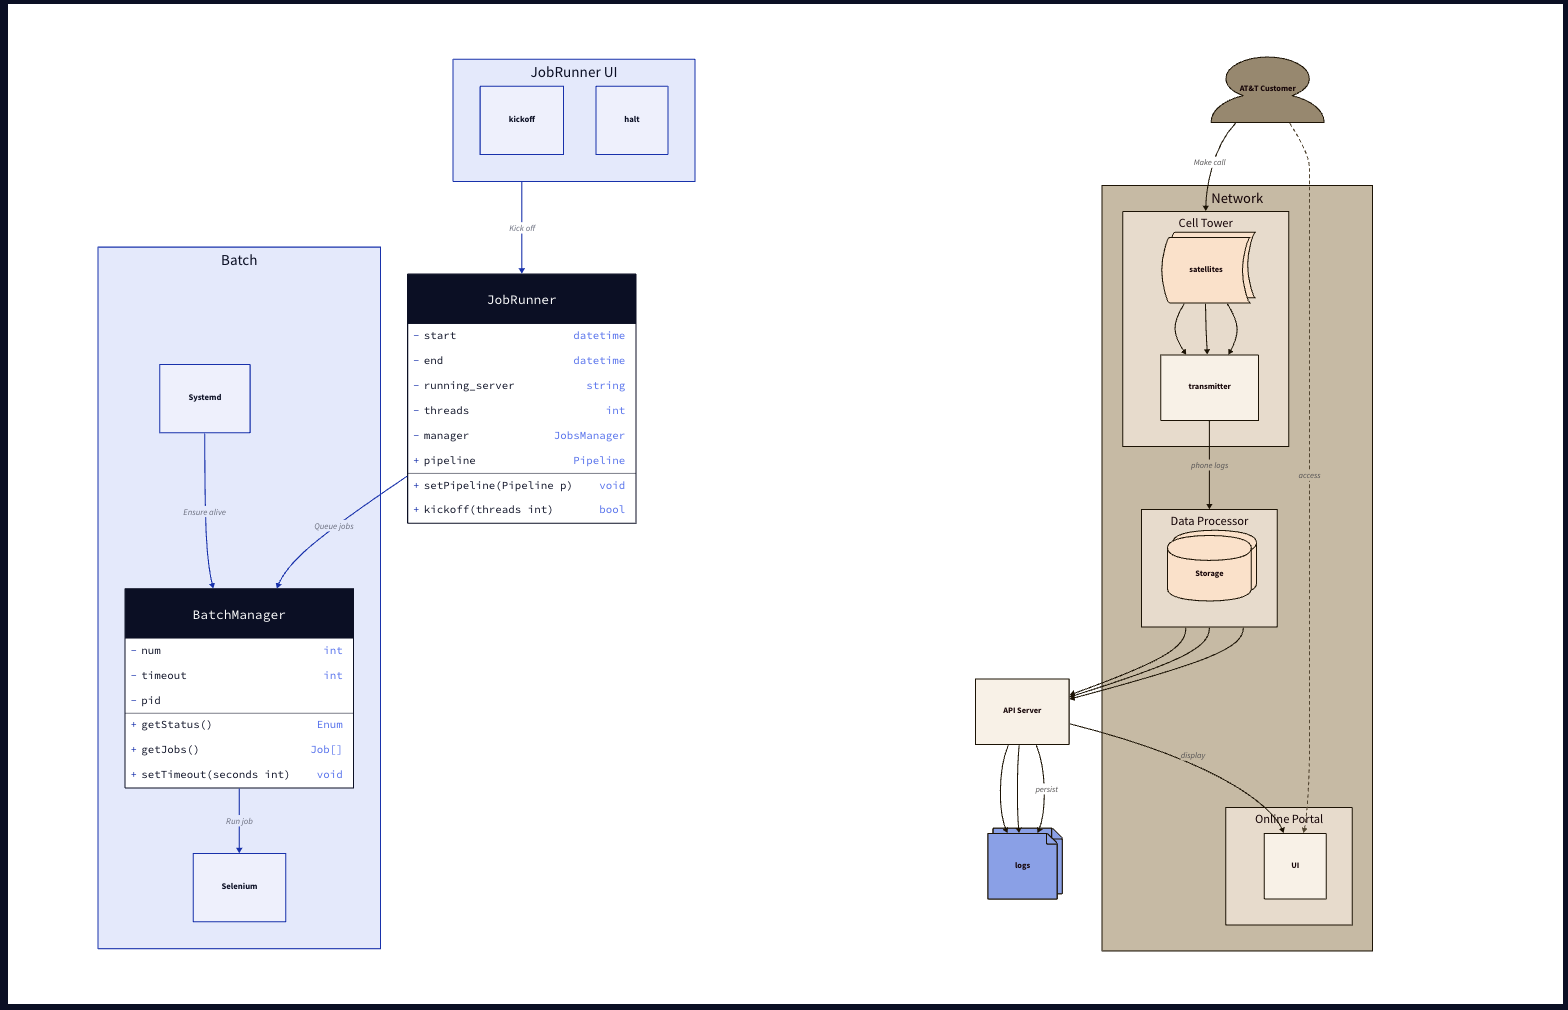 JobRunner UI
kickoff
halt
Kick off
JobRunner
− start datetime
− end datetime
− running_server string
− threads int
− manager JobsManager
+ pipeline Pipeline
+ setPipeline(Pipeline p) void
+ kickoff(threads int) bool
Batch
Systemd
Ensure alive
Queue jobs
BatchManager
− num int
− timeout int
− pid
+ getStatus() Enum
+ getJobs() Job[]
+ setTimeout(seconds int) void
Run job
Selenium
AT&T Customer
Make call
Network
Cell Tower
satellites
transmitter
phone logs
access
Data Processor
Storage
API Server
display
persist
logs
Online Portal
UI